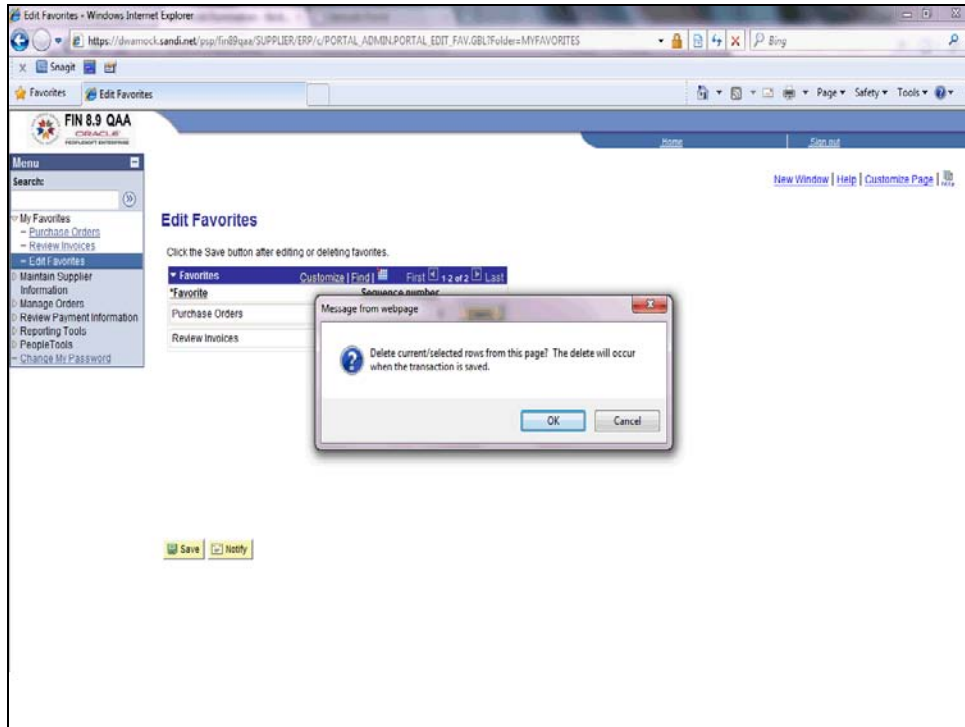 Edit Favorites - Windows Internet Explorer
https://dwamock.sandi.net/psp/fin89qaa/SUPPLIER/ERP/c/PORTAL_ADMIN.PORTAL_EDIT_FAV.GBL?Folder=MYFAVORITES
Bing
x Snagit
Favorites Edit Favorites Page Safety Tools
FIN 8.9 QAA
ORACLE
PEOPLESOFT ENTERPRISE
Home Sign out
Menu
New Window | Help | Customize Page |
Search:
My Favorites
- Purchase Orders
- Review Invoices
- Edit Favorites
Maintain Supplier
Information
Manage Orders
Review Payment Information
Reporting Tools
PeopleTools
- Change My Password
Edit Favorites
Click the Save button after editing or deleting favorites.
Favorites Customize | Find | First 1-2 of 2 Last
*Favorite Sequence number
Purchase Orders
Review Invoices
Message from webpage
Delete current/selected rows from this page? The delete will occur
when the transaction is saved.
OK Cancel
Save Notify